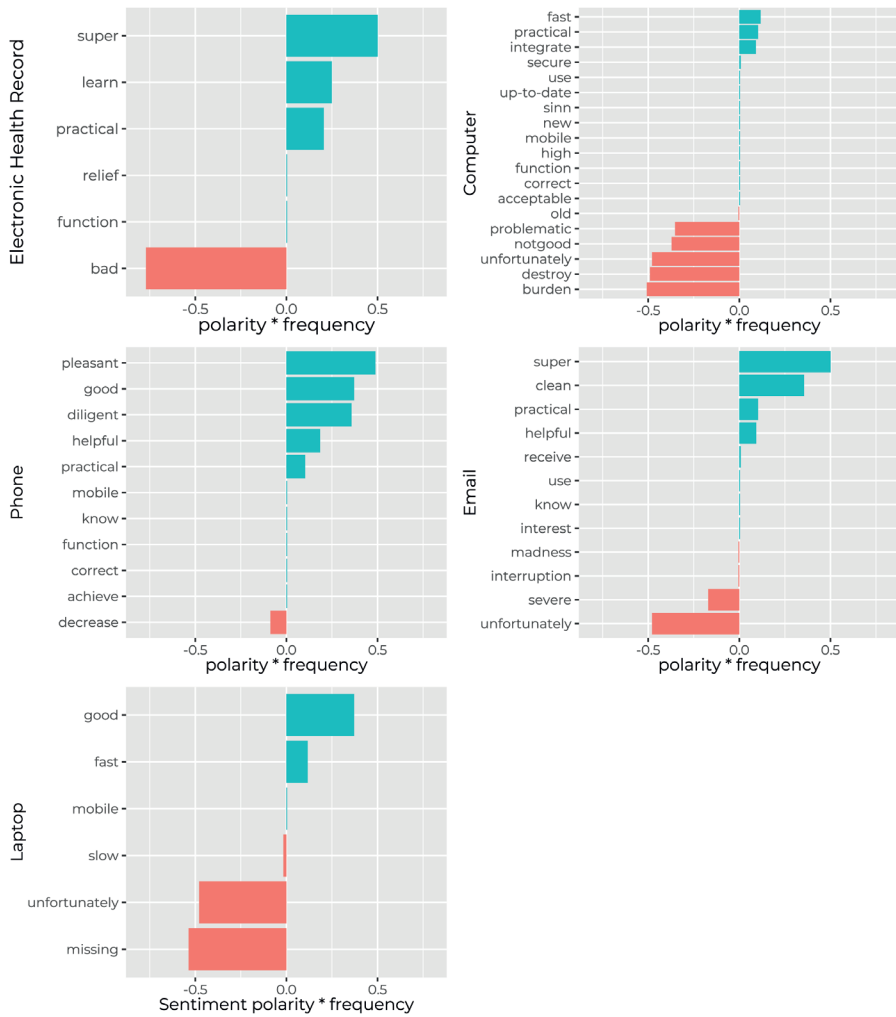 Electronic Health Record
super
learn
practical
relief
function
bad
-0.5 0.0 0.5
polarity * frequency
Computer
fast
practical
integrate
secure
use
up-to-date
sinn
new
mobile
high
function
correct
acceptable
old
problematic
notgood
unfortunately
destroy
burden
-0.5 0.0 0.5
polarity * frequency
Phone
pleasant
good
diligent
helpful
practical
mobile
know
function
correct
achieve
decrease
-0.5 0.0 0.5
polarity * frequency
Email
super
clean
practical
helpful
receive
use
know
interest
madness
interruption
severe
unfortunately
-0.5 0.0 0.5
polarity * frequency
Laptop
good
fast
mobile
slow
unfortunately
missing
-0.5 0.0 0.5
Sentiment polarity * frequency